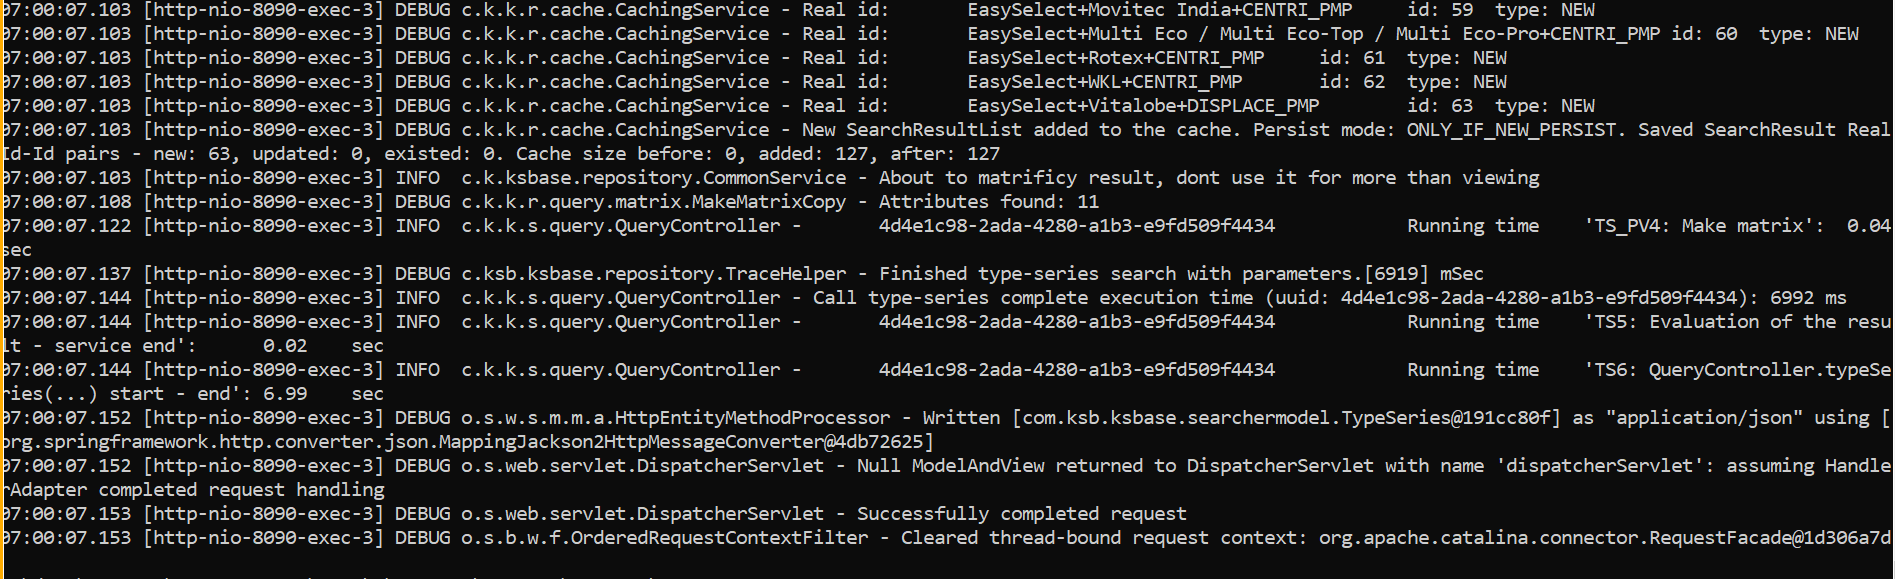 07:00:07.103 [http-nio-8090-exec-3] DEBUG c.k.k.r.cache.CachingService - Real id:       EasySelect+Movitec India+CENTRI_PMP     id: 59  type: NEW
07:00:07.103 [http-nio-8090-exec-3] DEBUG c.k.k.r.cache.CachingService - Real id:       EasySelect+Multi Eco / Multi Eco-Top / Multi Eco-Pro+CENTRI_PMP id: 60  type: NEW
07:00:07.103 [http-nio-8090-exec-3] DEBUG c.k.k.r.cache.CachingService - Real id:       EasySelect+Rotex+CENTRI_PMP     id: 61  type: NEW
07:00:07.103 [http-nio-8090-exec-3] DEBUG c.k.k.r.cache.CachingService - Real id:       EasySelect+WKL+CENTRI_PMP       id: 62  type: NEW
07:00:07.103 [http-nio-8090-exec-3] DEBUG c.k.k.r.cache.CachingService - Real id:       EasySelect+Vitalobe+DISPLACE_PMP        id: 63  type: NEW
07:00:07.103 [http-nio-8090-exec-3] DEBUG c.k.k.r.cache.CachingService - New SearchResultList added to the cache. Persist mode: ONLY_IF_NEW_PERSIST. Saved SearchResult Real
Id-Id pairs - new: 63, updated: 0, existed: 0. Cache size before: 0, added: 127, after: 127
07:00:07.103 [http-nio-8090-exec-3] INFO  c.k.ksbase.repository.CommonService - About to matrificy result, dont use it for more than viewing
07:00:07.108 [http-nio-8090-exec-3] DEBUG c.k.k.r.query.matrix.MakeMatrixCopy - Attributes found: 11
07:00:07.122 [http-nio-8090-exec-3] INFO  c.k.k.s.query.QueryController -       4d4e1c98-2ada-4280-a1b3-e9fd509f4434            Running time    'TS_PV4: Make matrix':  0.04
sec
07:00:07.137 [http-nio-8090-exec-3] DEBUG c.ksb.ksbase.repository.TraceHelper - Finished type-series search with parameters.[6919] mSec
07:00:07.144 [http-nio-8090-exec-3] INFO  c.k.k.s.query.QueryController - Call type-series complete execution time (uuid: 4d4e1c98-2ada-4280-a1b3-e9fd509f4434): 6992 ms
07:00:07.144 [http-nio-8090-exec-3] INFO  c.k.k.s.query.QueryController -       4d4e1c98-2ada-4280-a1b3-e9fd509f4434            Running time    'TS5: Evaluation of the resu
lt - service end':      0.02    sec
07:00:07.144 [http-nio-8090-exec-3] INFO  c.k.k.s.query.QueryController -       4d4e1c98-2ada-4280-a1b3-e9fd509f4434            Running time    'TS6: QueryController.typeSe
ries(...) start - end': 6.99    sec
07:00:07.152 [http-nio-8090-exec-3] DEBUG o.s.w.s.m.m.a.HttpEntityMethodProcessor - Written [com.ksb.ksbase.searchermodel.TypeSeries@191cc80f] as "application/json" using [
org.springframework.http.converter.json.MappingJackson2HttpMessageConverter@4db72625]
07:00:07.152 [http-nio-8090-exec-3] DEBUG o.s.web.servlet.DispatcherServlet - Null ModelAndView returned to DispatcherServlet with name 'dispatcherServlet': assuming Handle
rAdapter completed request handling
07:00:07.153 [http-nio-8090-exec-3] DEBUG o.s.web.servlet.DispatcherServlet - Successfully completed request
07:00:07.153 [http-nio-8090-exec-3] DEBUG o.s.b.w.f.OrderedRequestContextFilter - Cleared thread-bound request context: org.apache.catalina.connector.RequestFacade@1d306a7d